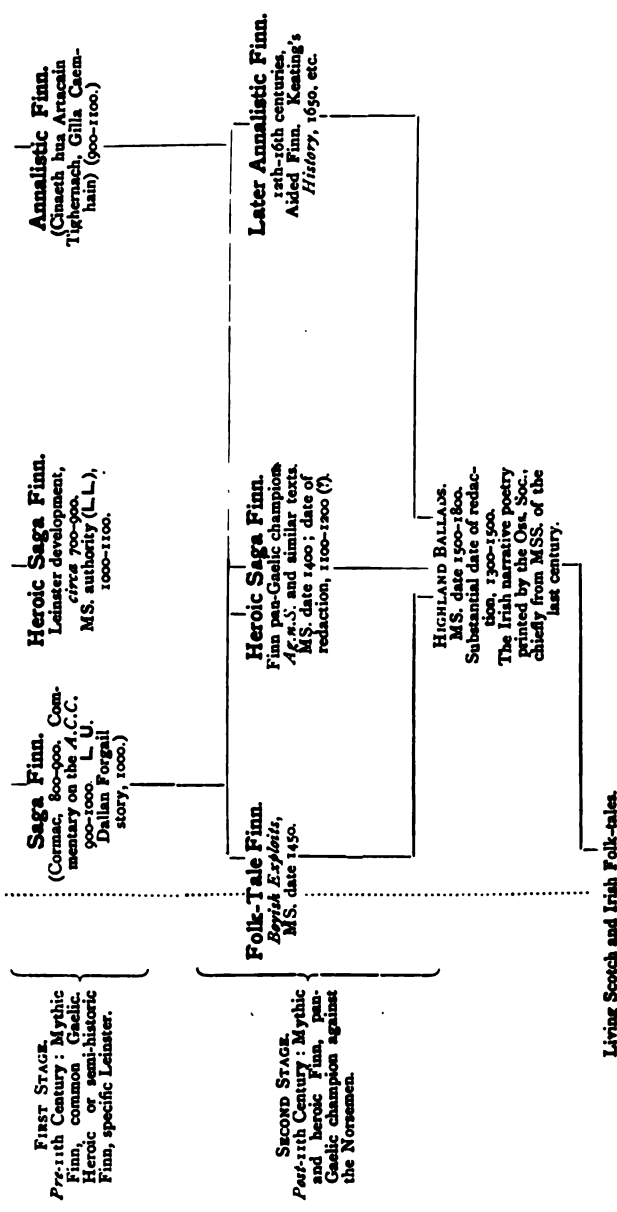 FIRST STAGE.
Pre-11th Century : Mythic
Finn, common Gaelic.
Heroic or semi-historic
Finn, specific Leinster.
Saga Finn.
(Cormac, 800-900. Com-
mentary on the A.C.C.
900-1000. L U.
Dallan Forgail
story, 1000.)
Heroic Saga Finn.
Leinster development,
circa 700-900.
MS. authority (L L),
1000-1100.
Annalistic Finn.
(Cinaeth hua Artacain
Tighernach, Gilla Caem-
hain) (900-1100.)
SECOND STAGE.
Post-11th Century : Mythic
and heroic Finn, pan-
Gaelic champion against
the Norsemen.
Folk-Tale Finn.
Boyish Exploits,
MS. date 1450.
Heroic Saga Finn.
Finn pan-Gaelic champion.
Ag.n.S. and similar texts.
MS. date 1400 ; date of
redaction, 1100-1200 (?).
Later Annalistic Finn.
12th-16th centuries,
Aided Finn. Keating's
History, 1650, etc.
HIGHLAND BALLADS.
MS. date 1500-1800.
Substantial date of redac-
tion, 1300-1500.
The Irish narrative poetry
printed by the Oss. Soc.,
chiefly from MSS. of the
last century.
Living Scotch and Irish Folk-tales.